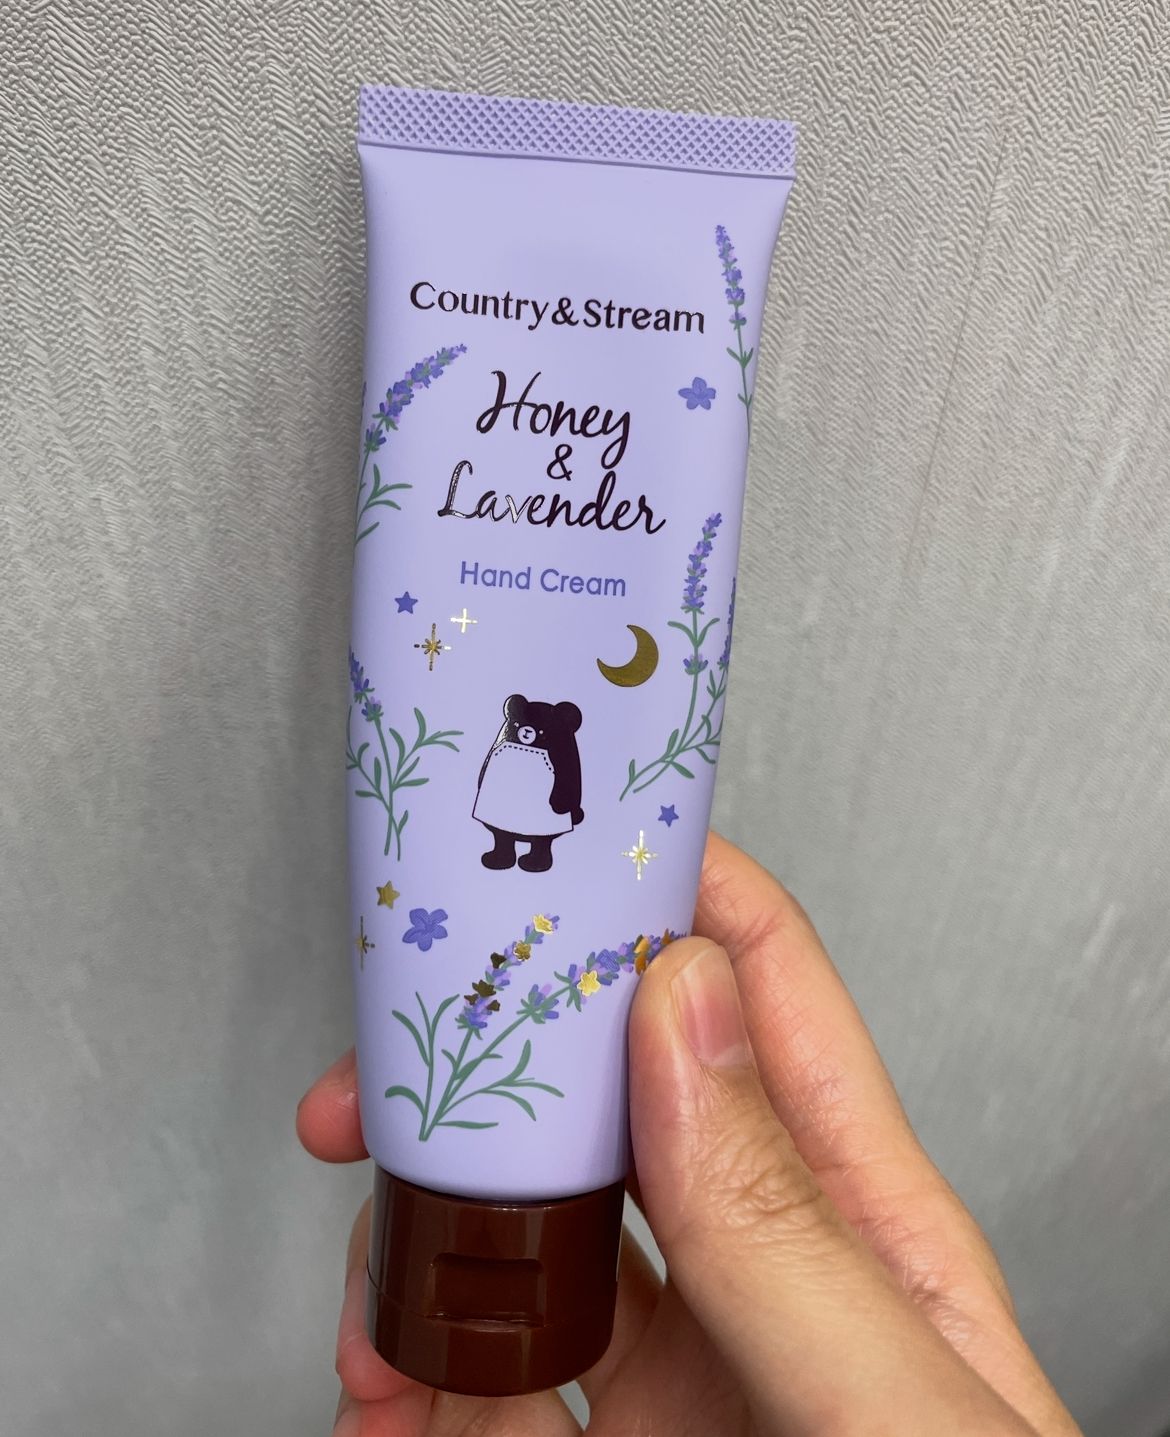 Country&Stream
Honey
&
Lavender
Hand Cream